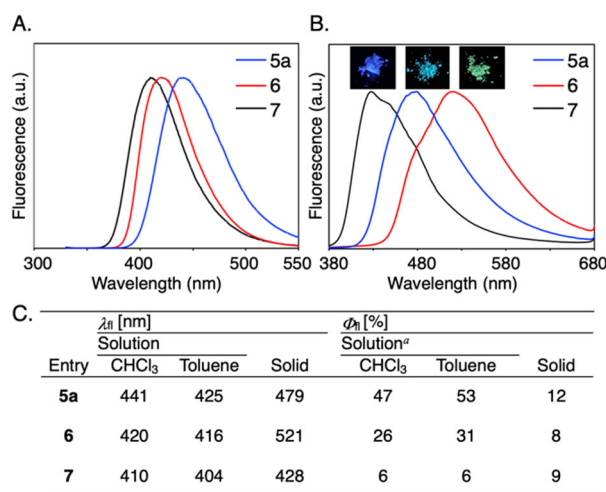 A.
5a
6
7
Fluorescence (a.u.)
300 400 500 550
Wavelength (nm)
B.
5a
6
7
Fluorescence (a.u.)
380 480 580 680
Wavelength (nm)
C.
λfl [nm] Φfl [%]
Solution Solutionᵃ
Entry CHCl₃ Toluene Solid CHCl₃ Toluene Solid
5a 441 425 479 47 53 12
6 420 416 521 26 31 8
7 410 404 428 6 6 9